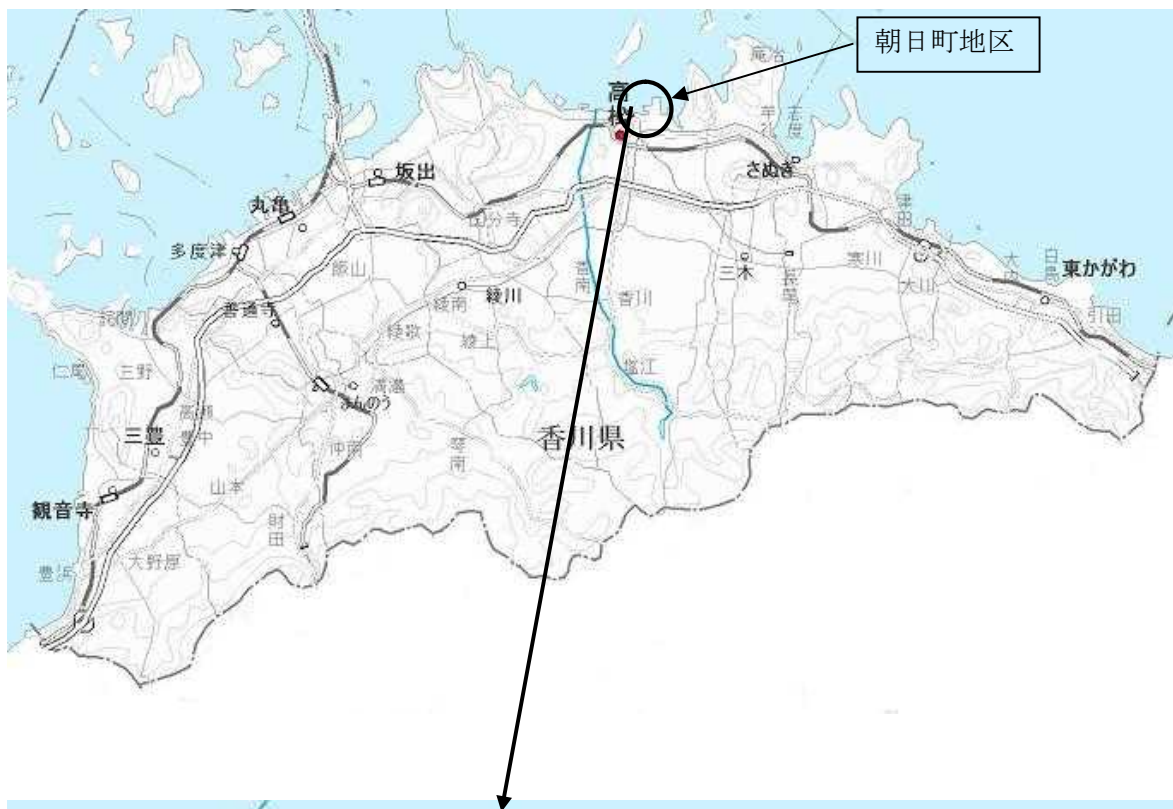 朝日町地区
庵治
高松
牟礼
志度
坂出
さぬき
丸亀
国分寺
津田
多度津
飯山
三木
長尾
寒川
大川
大内
白鳥
東かがわ
善通寺
綾南
綾川
香南
香川
引田
詫間
綾歌
綾上
塩江
仁尾
三野
満濃
まんのう
高瀬
豊中
三豊
仲南
琴南
香川県
山本
観音寺
財田
豊浜
大野原